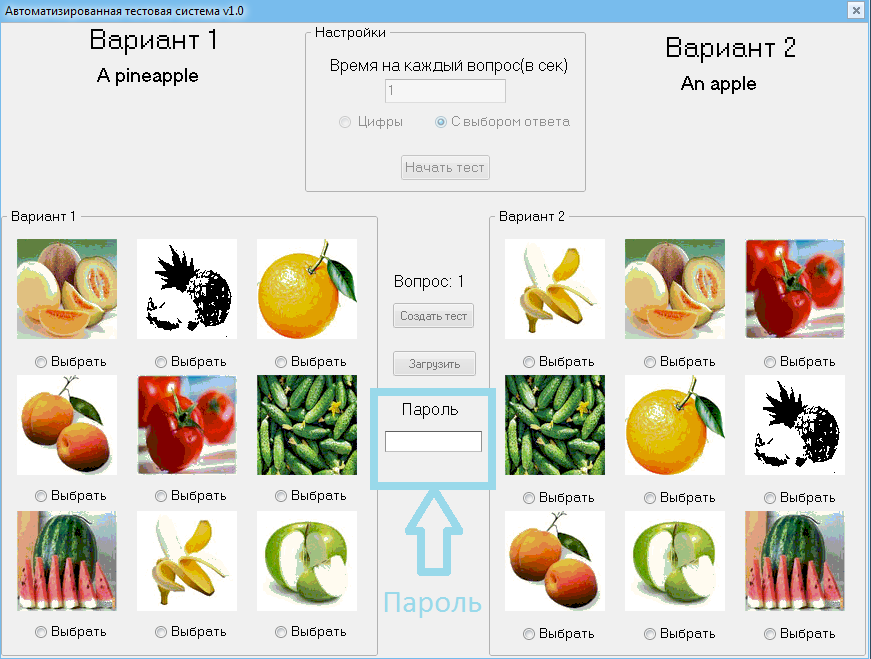 Автоматизированная тестовая система v1.0
Вариант 1
A pineapple
Настройки
Время на каждый вопрос(в сек)
1
Цифры
С выбором ответа
Начать тест
Вариант 2
An apple
Вариант 1
Выбрать Выбрать Выбрать
Выбрать Выбрать Выбрать
Выбрать Выбрать Выбрать
Вопрос: 1
Создать тест
Загрузить
Пароль
Пароль
Вариант 2
Выбрать Выбрать Выбрать
Выбрать Выбрать Выбрать
Выбрать Выбрать Выбрать